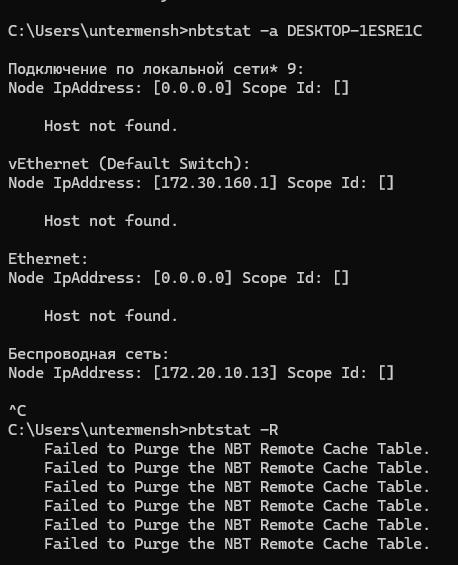 C:\Users\untermensh>nbtstat -a DESKTOP-1ESRE1C
Подключение по локальной сети* 9:
Node IpAddress: [0.0.0.0] Scope Id: []
Host not found.
vEthernet (Default Switch):
Node IpAddress: [172.30.160.1] Scope Id: []
Host not found.
Ethernet:
Node IpAddress: [0.0.0.0] Scope Id: []
Host not found.
Беспроводная сеть:
Node IpAddress: [172.20.10.13] Scope Id: []
^C
C:\Users\untermensh>nbtstat -R
Failed to Purge the NBT Remote Cache Table.
Failed to Purge the NBT Remote Cache Table.
Failed to Purge the NBT Remote Cache Table.
Failed to Purge the NBT Remote Cache Table.
Failed to Purge the NBT Remote Cache Table.
Failed to Purge the NBT Remote Cache Table.